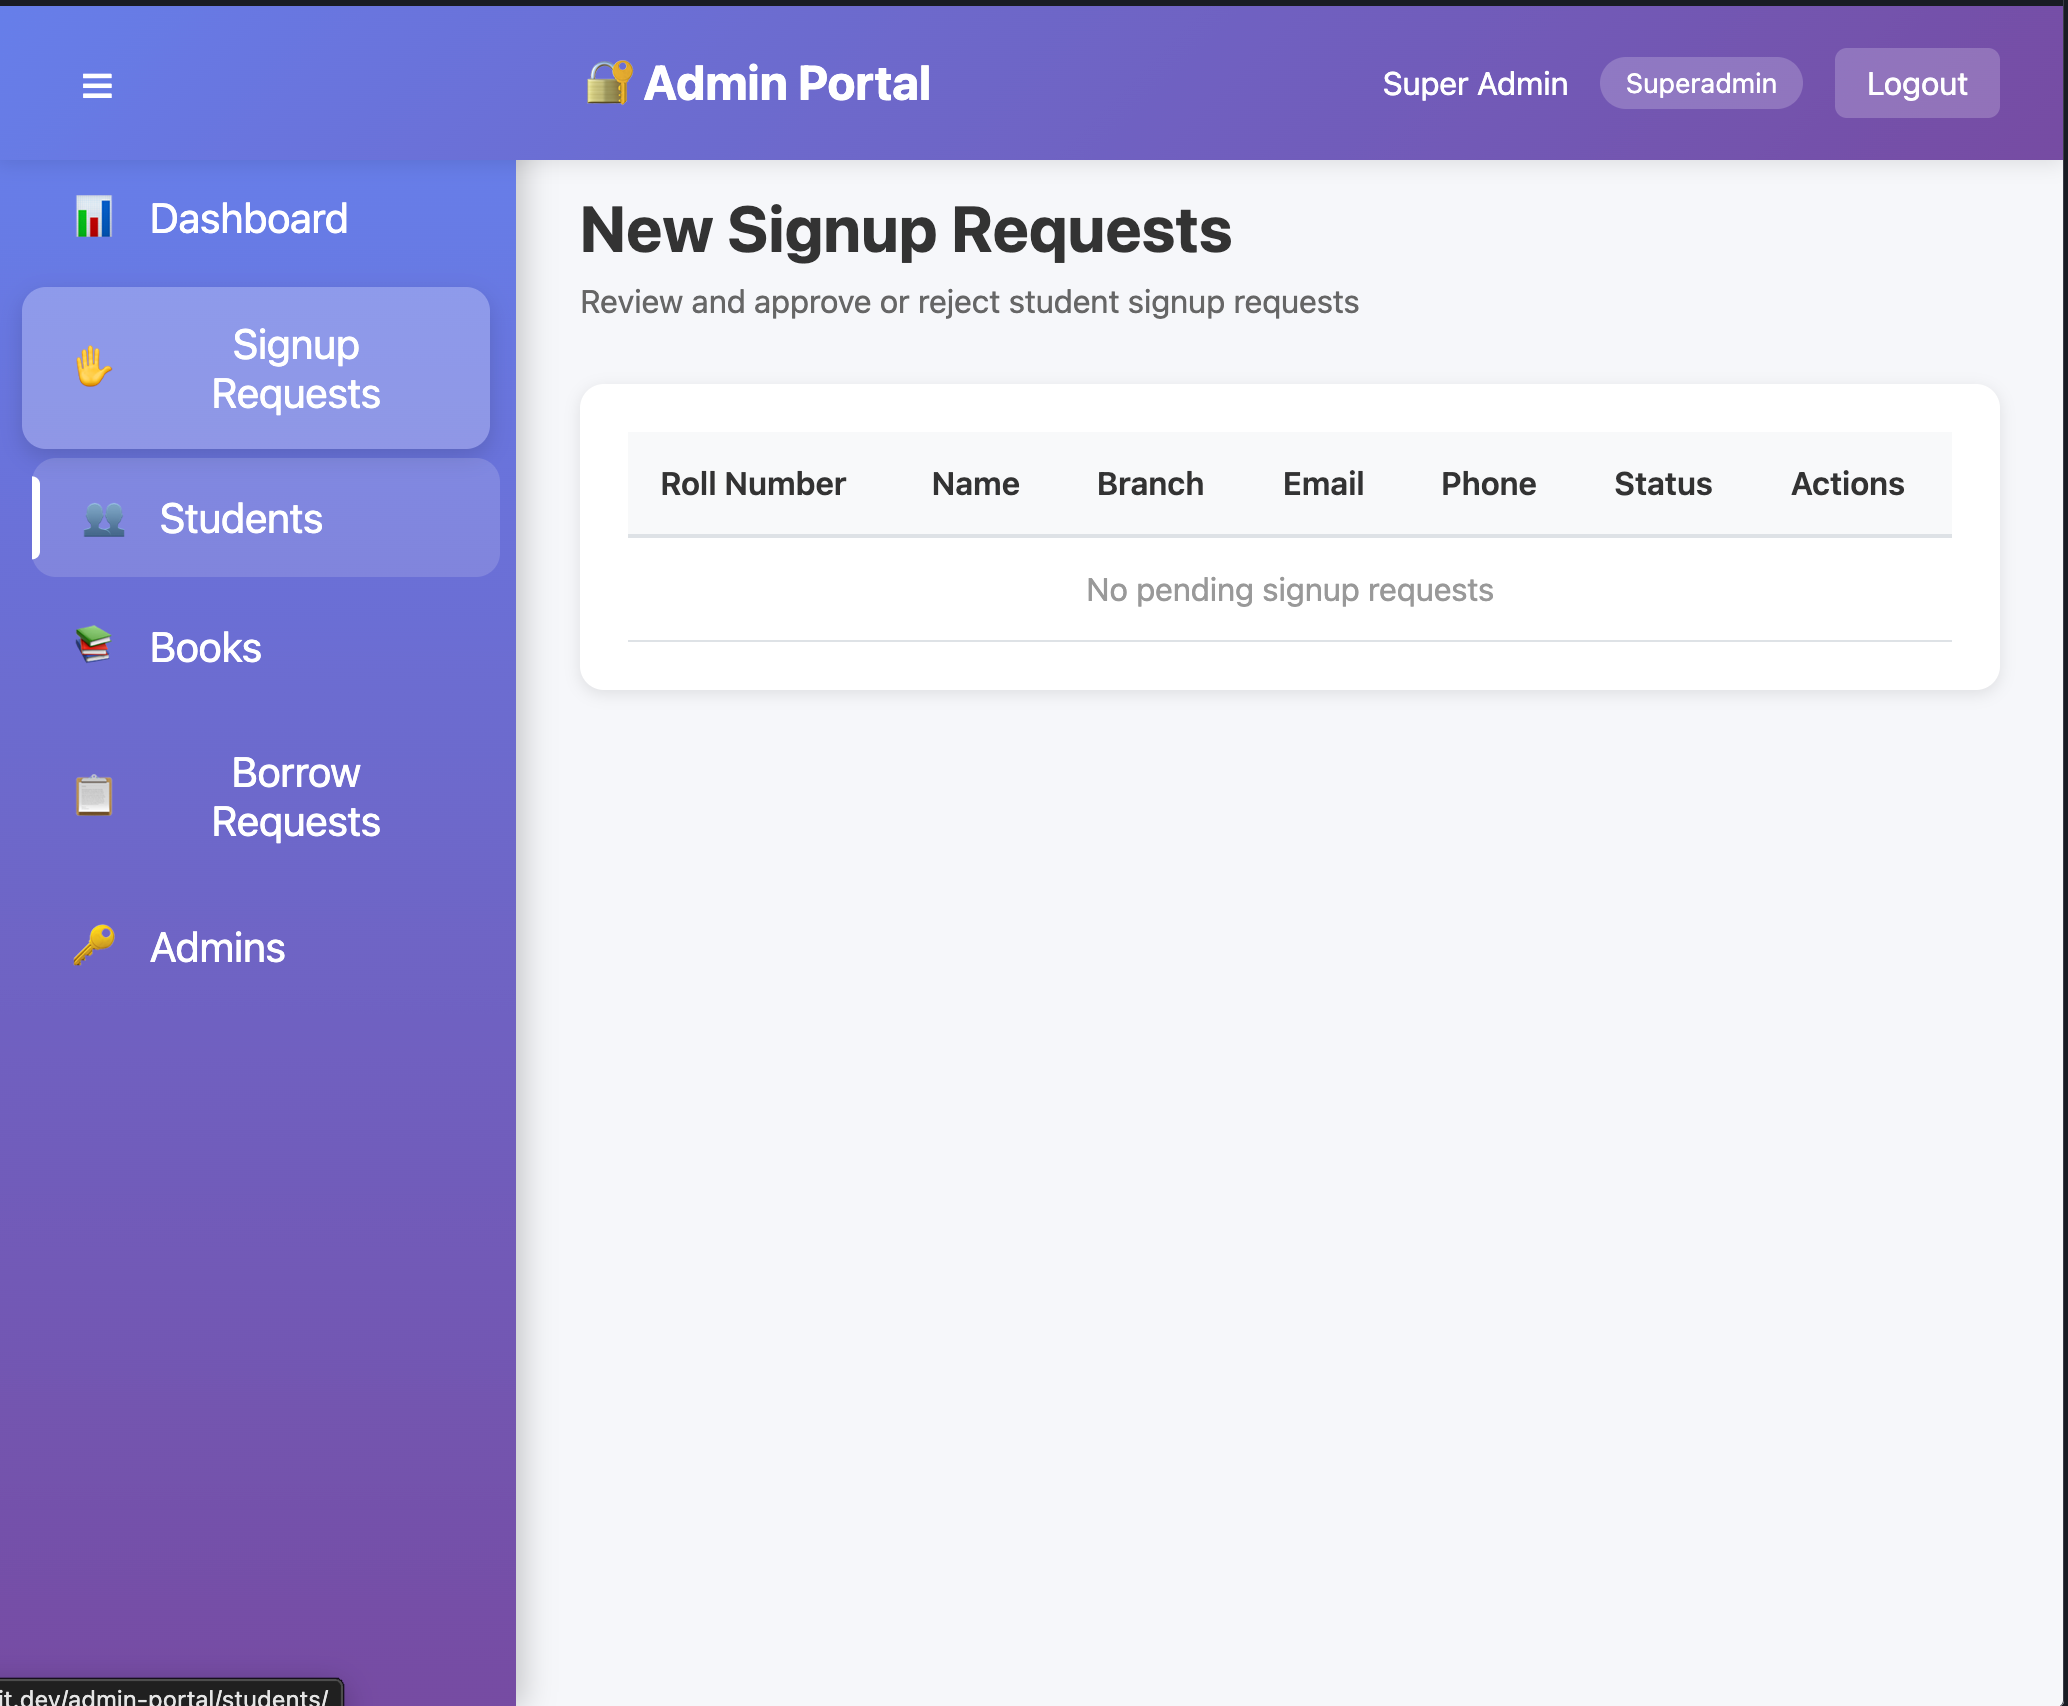 Admin Portal
Super Admin
Superadmin
Logout
Dashboard
Signup
Requests
Students
Books
Borrow
Requests
Admins
New Signup Requests
Review and approve or reject student signup requests
Roll Number Name Branch Email Phone Status Actions
No pending signup requests
it.dev/admin-portal/students/